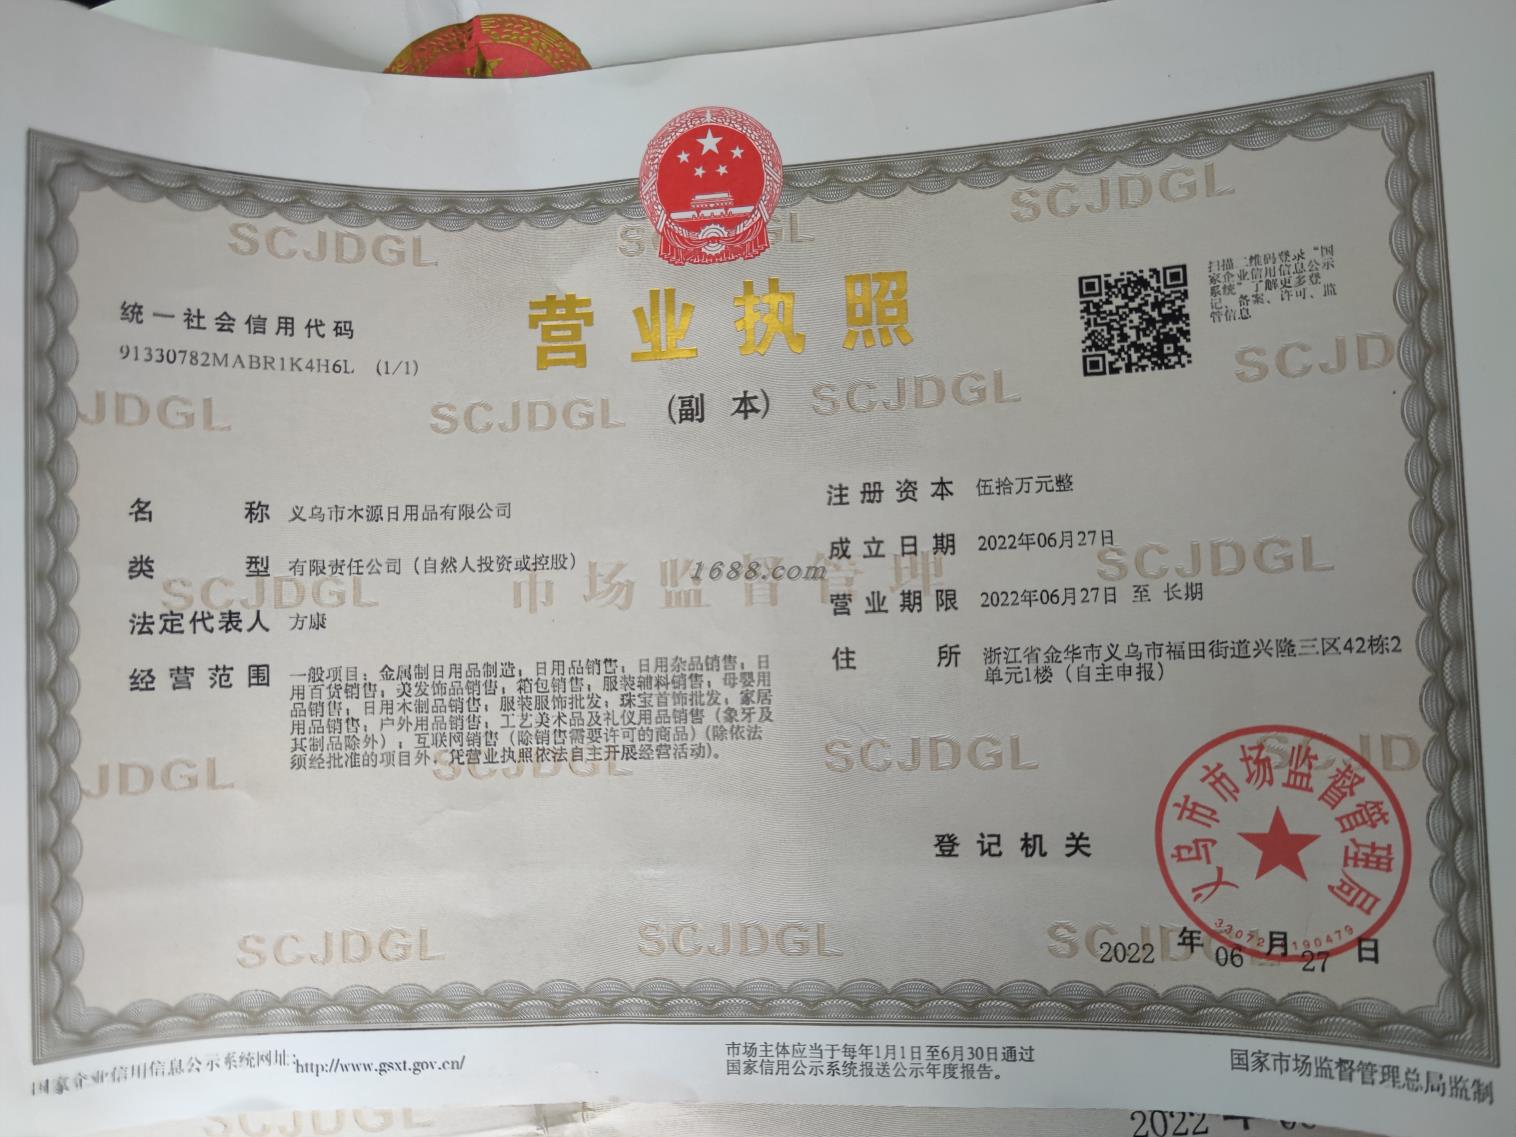 营业执照
(副 本)
统一社会信用代码
91330782MABR1K4H6L (1/1)
扫描二维码登录“国
家企业信用信息公示
系统”了解更多登
记、备案、许可、监
管信息
名 称 义乌市木源日用品有限公司
类 型 有限责任公司（自然人投资或控股）
法定代表人 方康
经营范围 一般项目：金属制日用品制造；日用品销售；日用杂品销售；日
用百货销售；美发饰品销售；箱包销售；服装辅料销售；母婴用
品销售；日用木制品销售；服装服饰批发；珠宝首饰批发；家居
用品销售；户外用品销售；工艺美术品及礼仪用品销售（象牙及
其制品除外）；互联网销售（除销售需要许可的商品）(除依法
须经批准的项目外，凭营业执照依法自主开展经营活动)。
注册资本 伍拾万元整
成立日期 2022年06月27日
营业期限 2022年06月27日 至 长期
住 所 浙江省金华市义乌市福田街道兴隆三区42栋2
单元1楼（自主申报）
1688.com
市场监督管理
登记机关
义乌市市场监督管理局
2022 年 06 月 27 日
国家企业信用信息公示系统网址：http://www.gsxt.gov.cn/
市场主体应当于每年1月1日至6月30日通过
国家信用公示系统报送公示年度报告。
国家市场监督管理总局监制
SCJDGL
SCJDGL
SCJDGL
SCJDGL
SCJDGL
SCJDGL
SCJDGL
SCJDGL
SCJDGL
SCJDGL
SCJDGL
SCJDGL